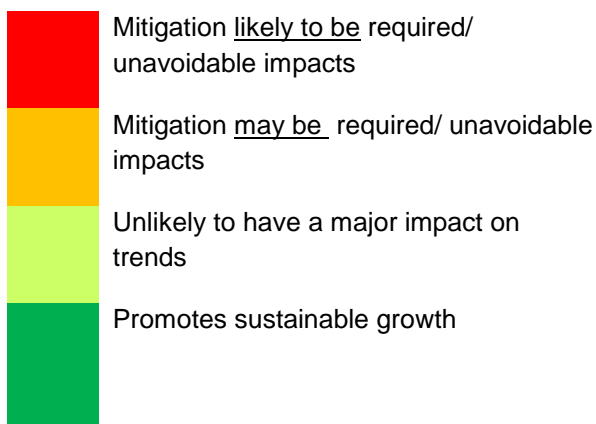 Mitigation likely to be required/
unavoidable impacts
Mitigation may be  required/ unavoidable
impacts
Unlikely to have a major impact on
trends
Promotes sustainable growth